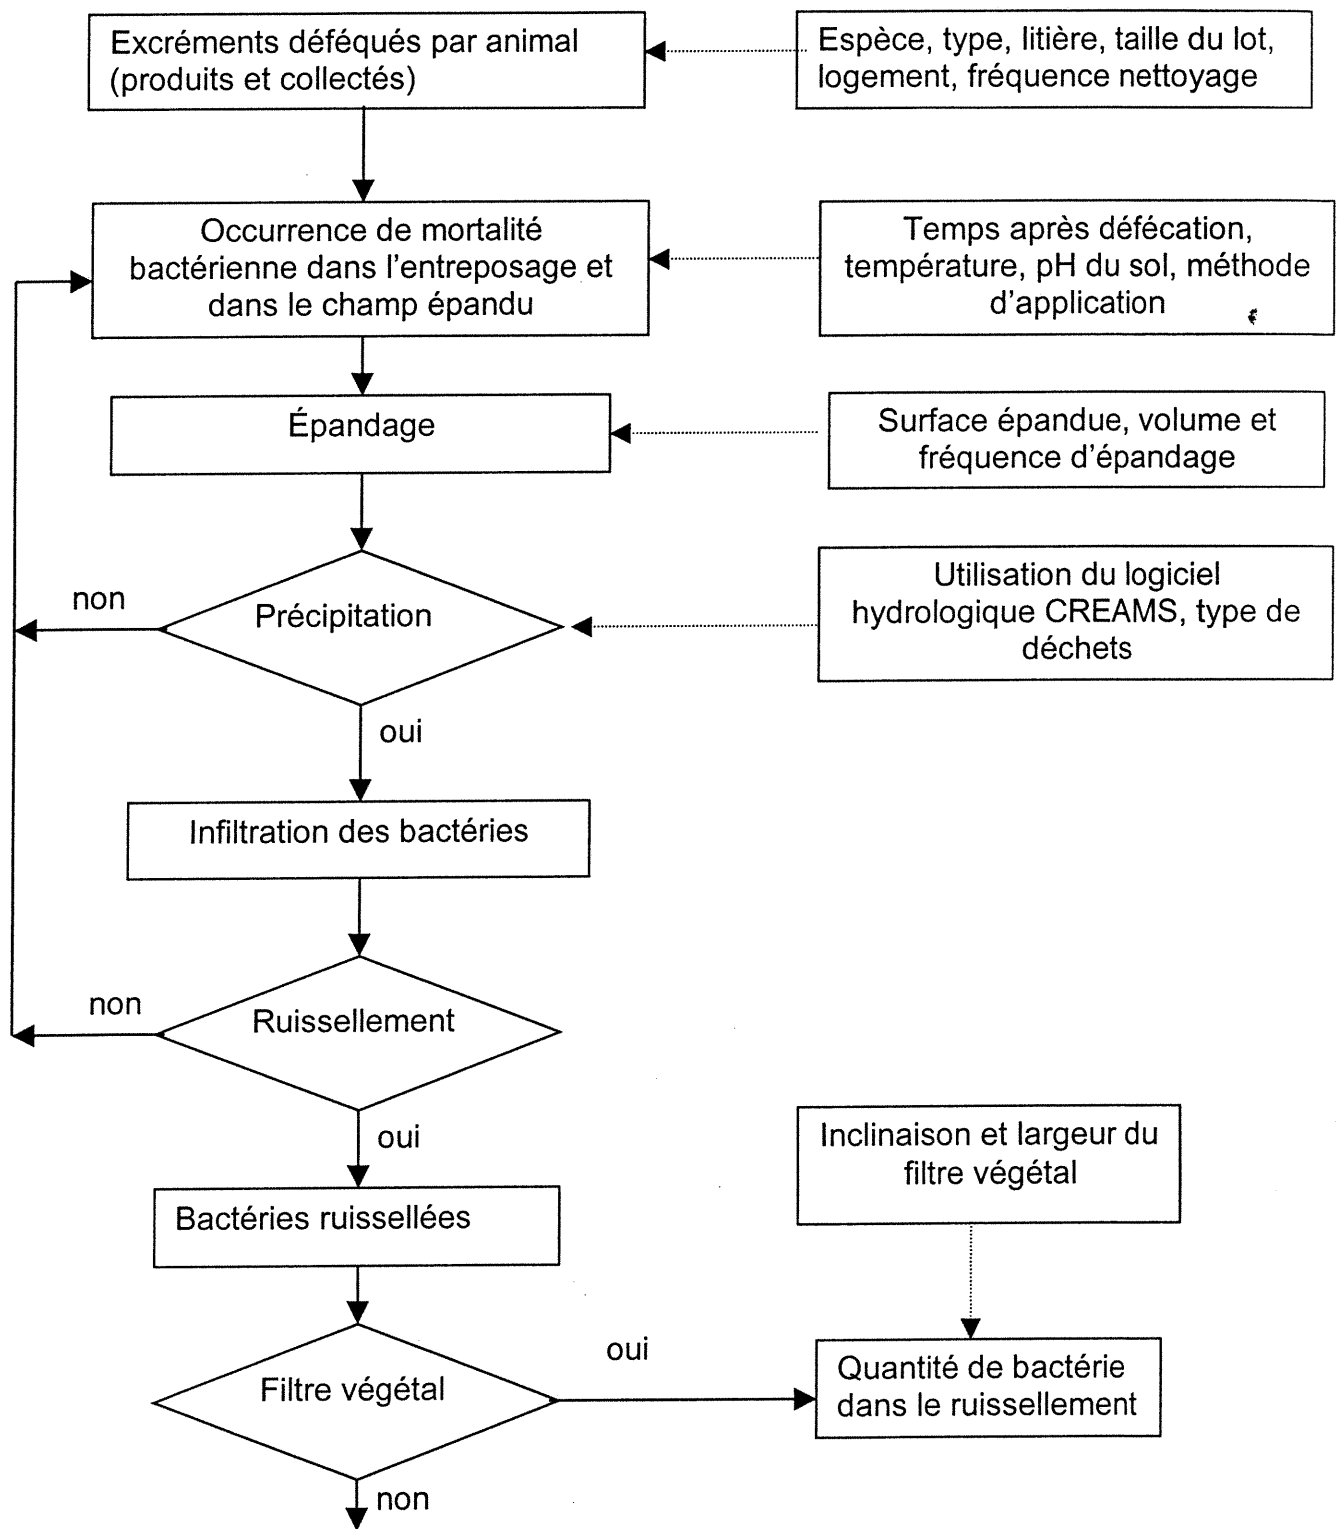 Excréments déféqués par animal
(produits et collectés)
Espèce, type, litière, taille du lot,
logement, fréquence nettoyage
Occurrence de mortalité
bactérienne dans l'entreposage et
dans le champ épandu
Temps après défécation,
température, pH du sol, méthode
d'application
Épandage
Surface épandue, volume et
fréquence d'épandage
Précipitation
non
oui
Utilisation du logiciel
hydrologique CREAMS, type de
déchets
Infiltration des bactéries
Ruissellement
non
oui
Bactéries ruissellées
Inclinaison et largeur du
filtre végétal
Filtre végétal
oui
non
Quantité de bactérie
dans le ruissellement